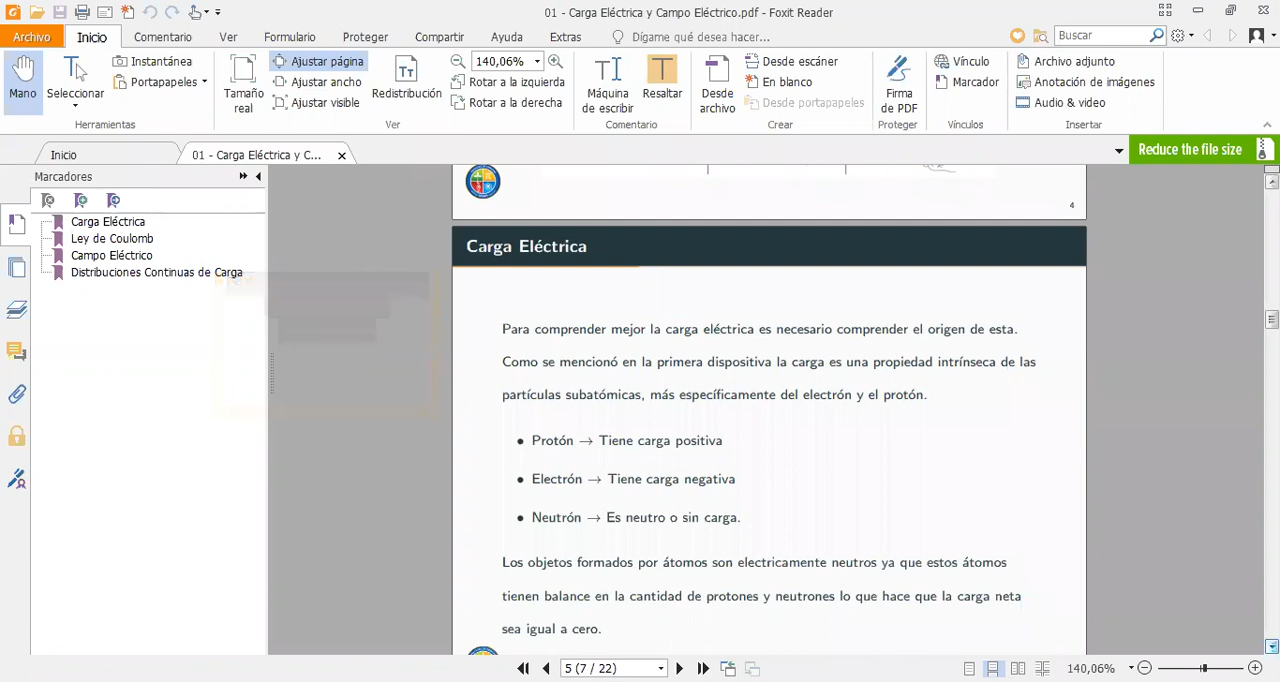 01 - Carga Eléctrica y Campo Eléctrico.pdf - Foxit Reader
Archivo Inicio Comentario Ver Formulario Proteger Compartir Ayuda Extras Dígame qué desea hacer... Buscar
Mano
Seleccionar
Instantánea
Portapapeles
Herramientas
Tamaño real
Ajustar página
Ajustar ancho
Ajustar visible
Redistribución
140,06%
Rotar a la izquierda
Rotar a la derecha
Ver
Máquina de escribir
Resaltar
Comentario
Desde archivo
Desde escáner
En blanco
Desde portapapeles
Crear
Firma de PDF
Proteger
Vínculo
Marcador
Vínculos
Archivo adjunto
Anotación de imágenes
Audio & video
Insertar
Inicio
01 - Carga Eléctrica y C...
Reduce the file size
Marcadores
Carga Eléctrica
Ley de Coulomb
Campo Eléctrico
Distribuciones Continuas de Carga
4
Carga Eléctrica
Para comprender mejor la carga eléctrica es necesario comprender el origen de esta.
Como se mencionó en la primera dispositiva la carga es una propiedad intrínseca de las
partículas subatómicas, más específicamente del electrón y el protón.
• Protón → Tiene carga positiva
• Electrón → Tiene carga negativa
• Neutrón → Es neutro o sin carga.
Los objetos formados por átomos son electricamente neutros ya que estos átomos
tienen balance en la cantidad de protones y neutrones lo que hace que la carga neta
sea igual a cero.
5 (7 / 22)
140,06%